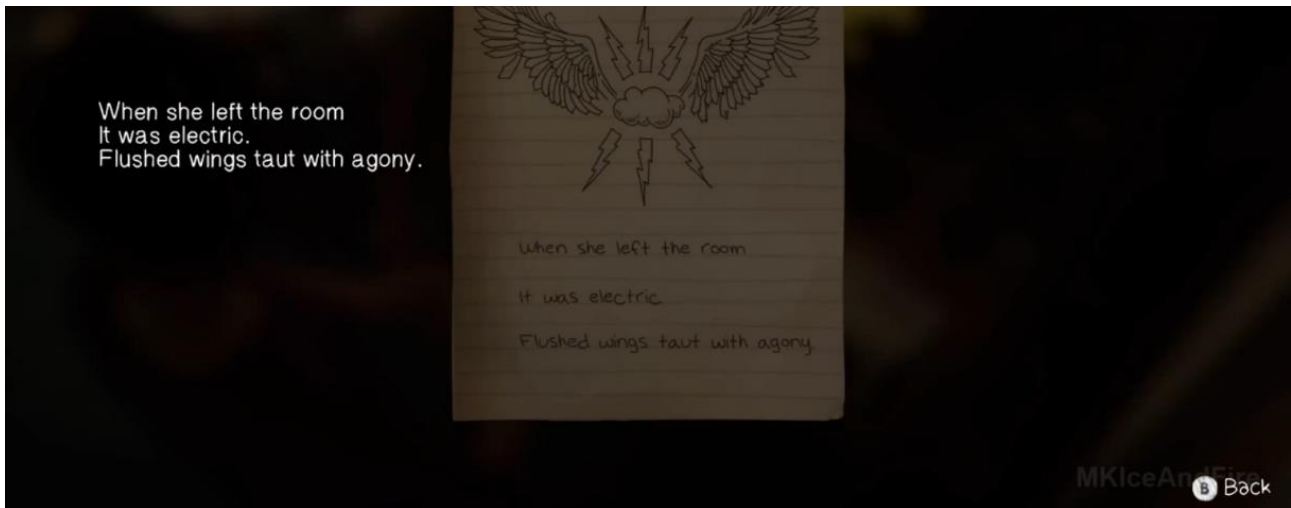 When she left the room
It was electric.
Flushed wings taut with agony.
When she left the room
It was electric
Flushed wings taut with agony.
MKIceAndFire
B Back